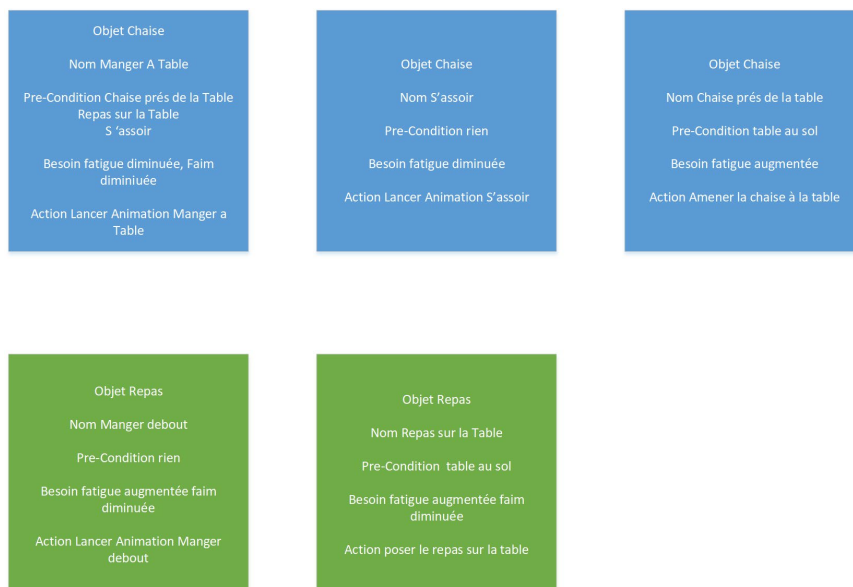 Objet Chaise
Nom Manger A Table
Pre-Condition Chaise prés de la Table
Repas sur la Table
S ’assoir
Besoin fatigue diminuée, Faim
diminiuée
Action Lancer Animation Manger a
Table
Objet Chaise
Nom S’assoir
Pre-Condition rien
Besoin fatigue diminuée
Action Lancer Animation S’assoir
Objet Chaise
Nom Chaise prés de la table
Pre-Condition table au sol
Besoin fatigue augmentée
Action Amener la chaise à la table
Objet Repas
Nom Manger debout
Pre-Condition rien
Besoin fatigue augmentée faim
diminuée
Action Lancer Animation Manger
debout
Objet Repas
Nom Repas sur la Table
Pre-Condition  table au sol
Besoin fatigue augmentée faim
diminuée
Action poser le repas sur la table